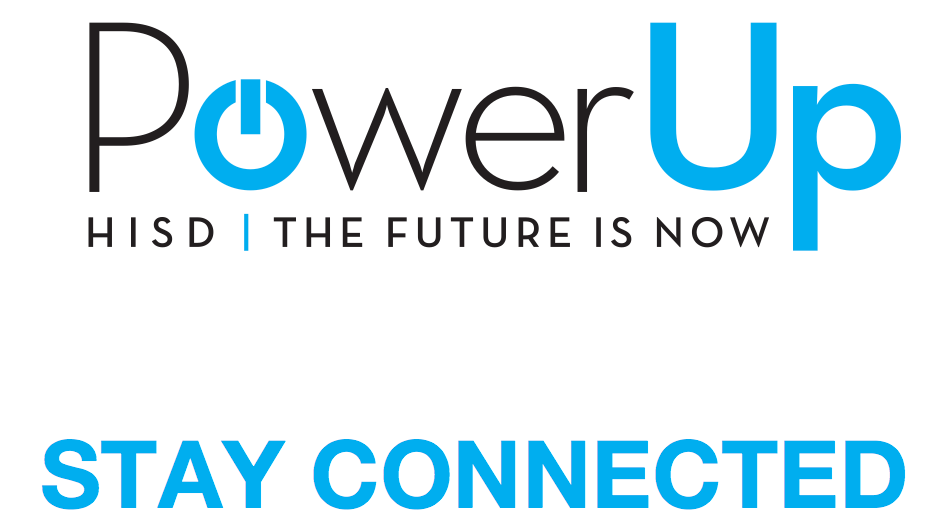 PowerUp
HISD | THE FUTURE IS NOW
STAY CONNECTED